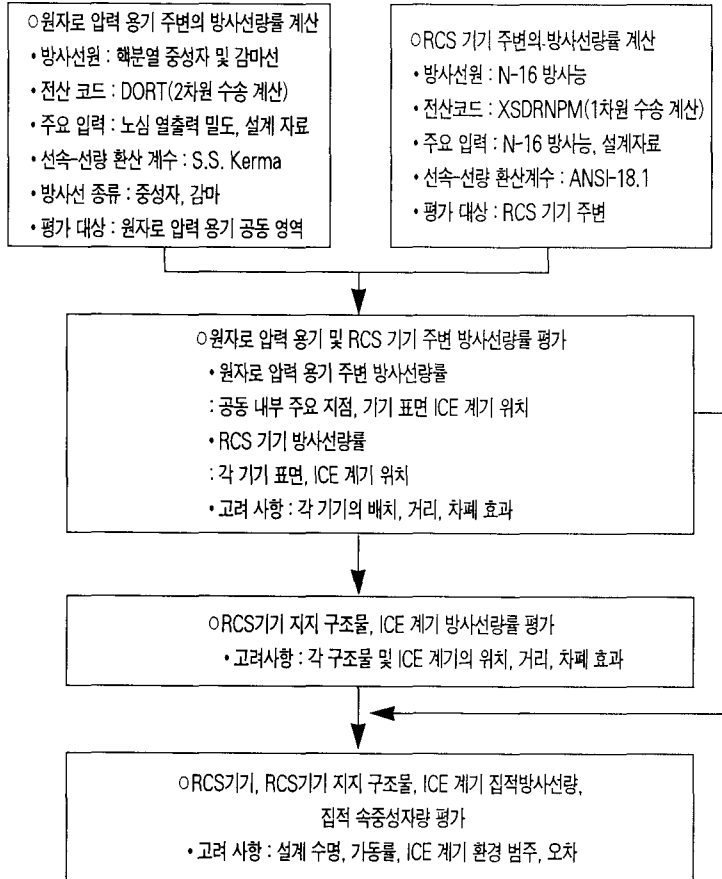 ○원자로 압력 용기 주변의 방사선량률 계산
• 방사선원 : 핵분열 중성자 및 감마선
• 전산 코드 : DORT(2차원 수송 계산)
• 주요 입력 : 노심 열출력 밀도, 설계 자료
• 선속-선량 환산 계수 : S.S. Kerma
• 방사선 종류 : 중성자, 감마
• 평가 대상 : 원자로 압력 용기 공동 영역
○RCS 기기 주변의 방사선량률 계산
• 방사선원 : N-16 방사능
• 전산코드 : XSDRNPM(1차원 수송 계산)
• 주요 입력 : N-16 방사능, 설계자료
• 선속-선량 환산계수 : ANSI-18.1
• 평가 대상 : RCS 기기 주변
○원자로 압력 용기 및 RCS 기기 주변 방사선량률 평가
• 원자로 압력 용기 주변 방사선량률
: 공동 내부 주요 지점, 기기 표면 ICE 계기 위치
• RCS 기기 방사선량률
: 각 기기 표면, ICE 계기 위치
• 고려 사항 : 각 기기의 배치, 거리, 차폐 효과
○RCS기기 지지 구조물, ICE 계기 방사선량률 평가
• 고려사항 : 각 구조물 및 ICE 계기의 위치, 거리, 차폐 효과
○RCS기기, RCS기기 지지 구조물, ICE 계기 집적방사선량,
집적 속중성자량 평가
• 고려 사항 : 설계 수명, 가동률, ICE 계기 환경 범주, 오차